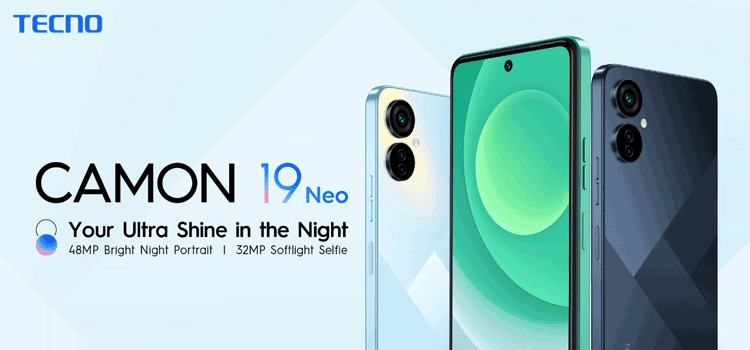 TECNO
CAMON 19 Neo
Your Ultra Shine in the Night
48MP Bright Night Portrait | 32MP Softlight Selfie